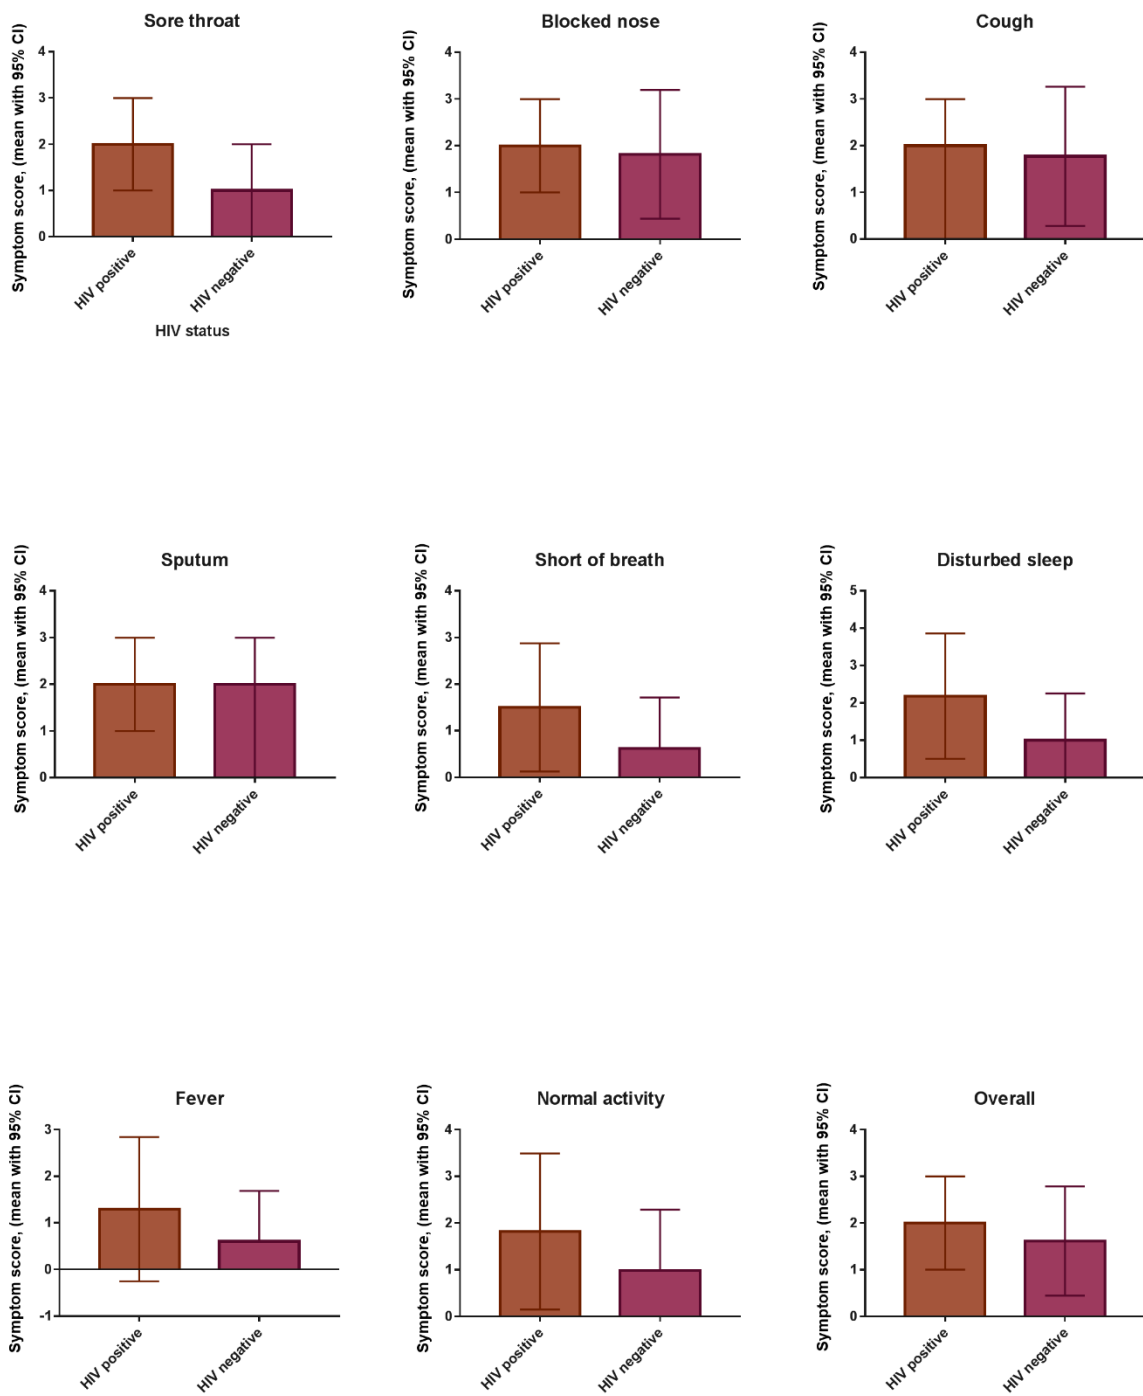 Sore throat
Symptom score, (mean with 95% CI)
4
3
2
1
0
HIV positive
HIV negative
HIV status
Blocked nose
Symptom score, (mean with 95% CI)
4
3
2
1
0
HIV positive
HIV negative
Cough
Symptom score, (mean with 95% CI)
4
3
2
1
0
HIV positive
HIV negative
Sputum
Symptom score, (mean with 95% CI)
4
3
2
1
0
HIV positive
HIV negative
Short of breath
Symptom score, (mean with 95% CI)
4
3
2
1
0
HIV positive
HIV negative
Disturbed sleep
Symptom score, (mean with 95% CI)
5
4
3
2
1
0
HIV positive
HIV negative
Fever
Symptom score, (mean with 95% CI)
3
2
1
0
-1
HIV positive
HIV negative
Normal activity
Symptom score, (mean with 95% CI)
4
3
2
1
0
HIV positive
HIV negative
Overall
Symptom score, (mean with 95% CI)
4
3
2
1
0
HIV positive
HIV negative